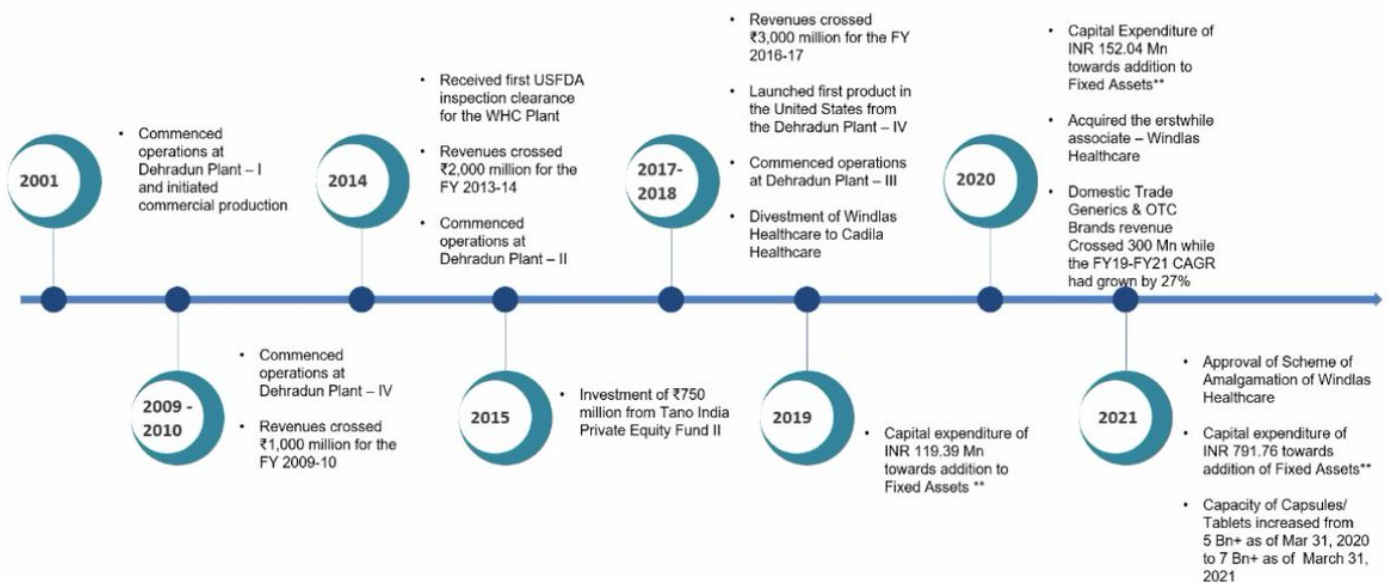 2001
• Commenced
operations at
Dehradun Plant – I
and initiated
commercial production
2009 -
2010
• Commenced
operations at
Dehradun Plant – IV
• Revenues crossed
₹1,000 million for the
FY 2009-10
2014
• Received first USFDA
inspection clearance
for the WHC Plant
• Revenues crossed
₹2,000 million for the
FY 2013-14
• Commenced
operations at
Dehradun Plant – II
2015
• Investment of ₹750
million from Tano India
Private Equity Fund II
2017-
2018
• Revenues crossed
₹3,000 million for the FY
2016-17
• Launched first product in
the United States from
the Dehradun Plant – IV
• Commenced operations
at Dehradun Plant – III
• Divestment of Windlas
Healthcare to Cadila
Healthcare
2019
• Capital expenditure of
INR 119.39 Mn
towards addition to
Fixed Assets **
2020
• Capital Expenditure of
INR 152.04 Mn
towards addition to
Fixed Assets**
• Acquired the erstwhile
associate – Windlas
Healthcare
• Domestic Trade
Generics & OTC
Brands revenue
Crossed 300 Mn while
the FY19-FY21 CAGR
had grown by 27%
2021
• Approval of Scheme of
Amalgamation of Windlas
Healthcare
• Capital expenditure of
INR 791.76 towards
addition of Fixed Assets**
• Capacity of Capsules/
Tablets increased from
5 Bn+ as of Mar 31, 2020
to 7 Bn+ as of March 31,
2021